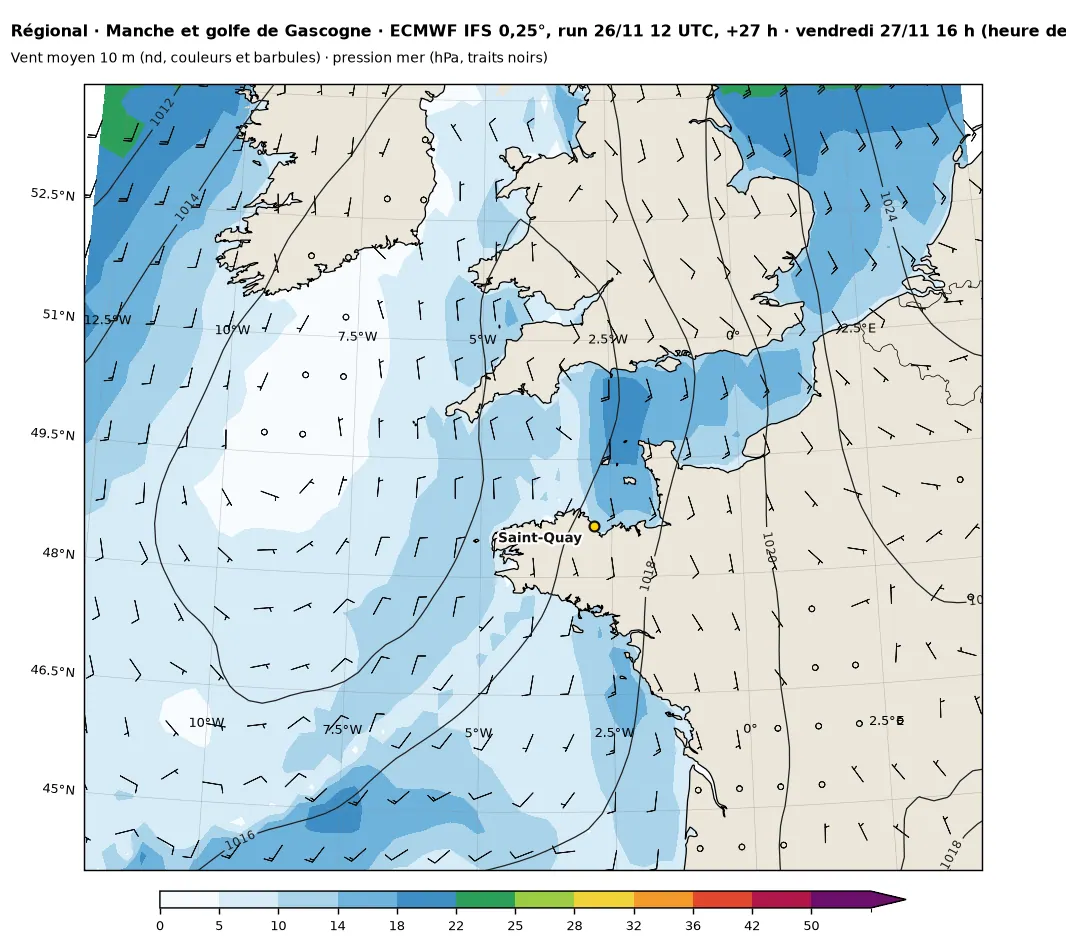 Régional · Manche et golfe de Gascogne · ECMWF IFS 0,25°, run 26/11 12 UTC, +27 h · vendredi 27/11 16 h (heure de
Vent moyen 10 m (nd, couleurs et barbules) · pression mer (hPa, traits noirs)
1012
52.5°N
1014
1024
51°N
12.5°W
10°W
7.5°W
5°W
2.5°W
0°
2.5°E
49.5°N
48°N
Saint-Quay
1020
1018
10
46.5°N
10°W
7.5°W
5°W
2.5°W
0°
2.5°E
45°N
1016
1018
0 5 10 14 18 22 25 28 32 36 42 50